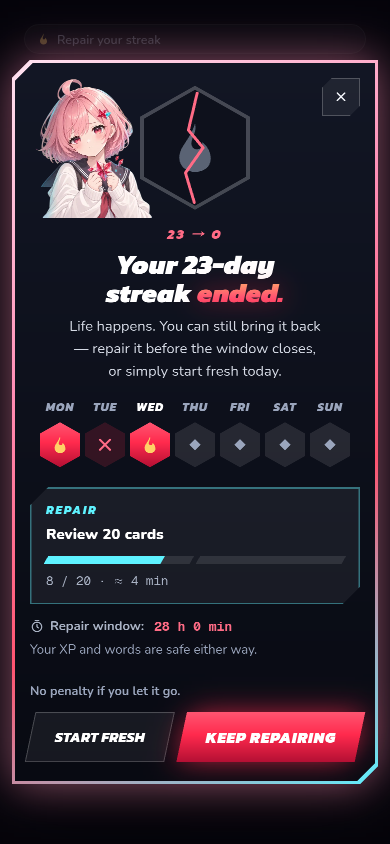 Repair your streak
23 → 0
Your 23-day
streak ended.
Life happens. You can still bring it back
— repair it before the window closes,
or simply start fresh today.
MON TUE WED THU FRI SAT SUN
REPAIR
Review 20 cards
8 / 20 · ≈ 4 min
Repair window: 28 h 0 min
Your XP and words are safe either way.
No penalty if you let it go.
START FRESH KEEP REPAIRING